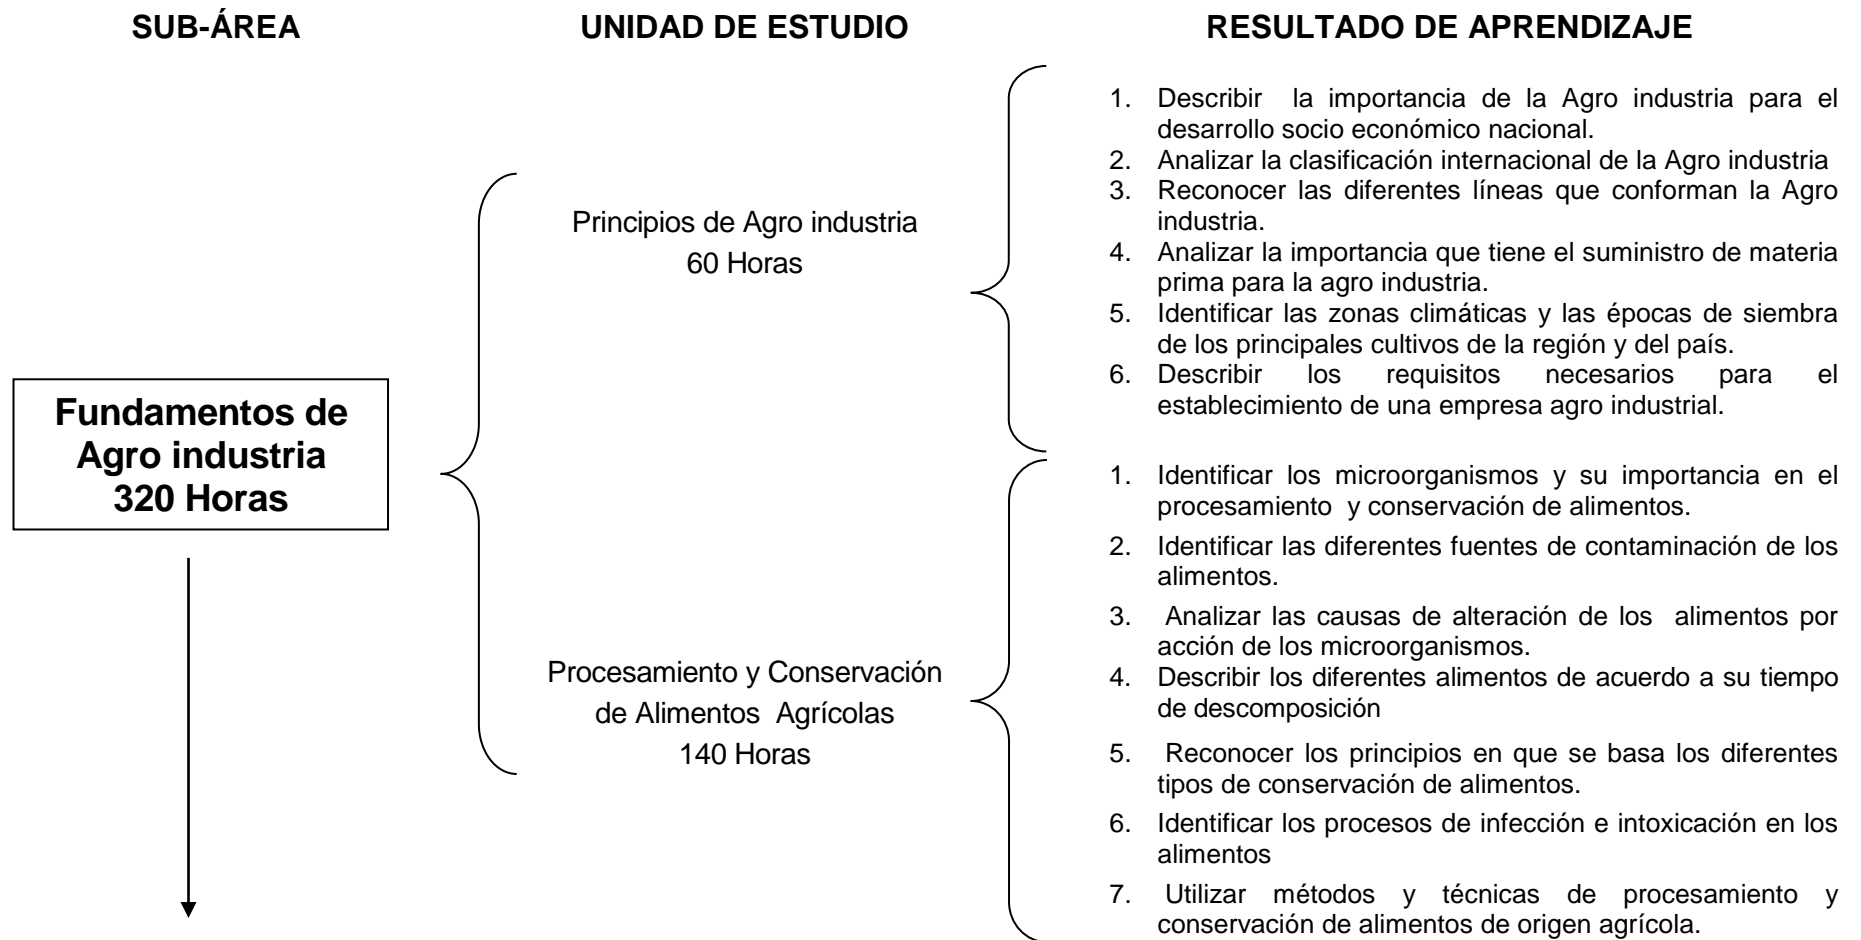 SUB-ÁREA
UNIDAD DE ESTUDIO
RESULTADO DE APRENDIZAJE
Fundamentos de
Agro industria
320 Horas
Principios de Agro industria
60 Horas
1. Describir la importancia de la Agro industria para el
desarrollo socio económico nacional.
2. Analizar la clasificación internacional de la Agro industria
3. Reconocer las diferentes líneas que conforman la Agro
industria.
4. Analizar la importancia que tiene el suministro de materia
prima para la agro industria.
5. Identificar las zonas climáticas y las épocas de siembra
de los principales cultivos de la región y del país.
6. Describir los requisitos necesarios para el
establecimiento de una empresa agro industrial.
Procesamiento y Conservación
de Alimentos Agrícolas
140 Horas
1. Identificar los microorganismos y su importancia en el
procesamiento y conservación de alimentos.
2. Identificar las diferentes fuentes de contaminación de los
alimentos.
3. Analizar las causas de alteración de los alimentos por
acción de los microorganismos.
4. Describir los diferentes alimentos de acuerdo a su tiempo
de descomposición
5. Reconocer los principios en que se basa los diferentes
tipos de conservación de alimentos.
6. Identificar los procesos de infección e intoxicación en los
alimentos
7. Utilizar métodos y técnicas de procesamiento y
conservación de alimentos de origen agrícola.